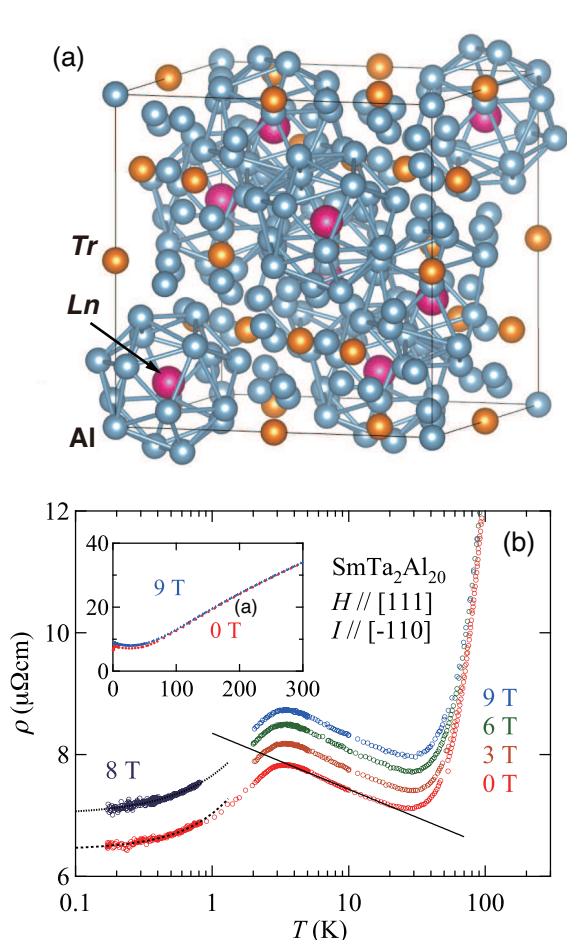 (a)
Tr
Ln
Al
(b)
12
10
8
6
ρ (μΩcm)
40
20
0
0
100
200
300
9 T
(a)
0 T
SmTa₂Al₂₀
H // [111]
I // [-110]
9 T
6 T
3 T
0 T
8 T
0.1
1
10
100
T (K)